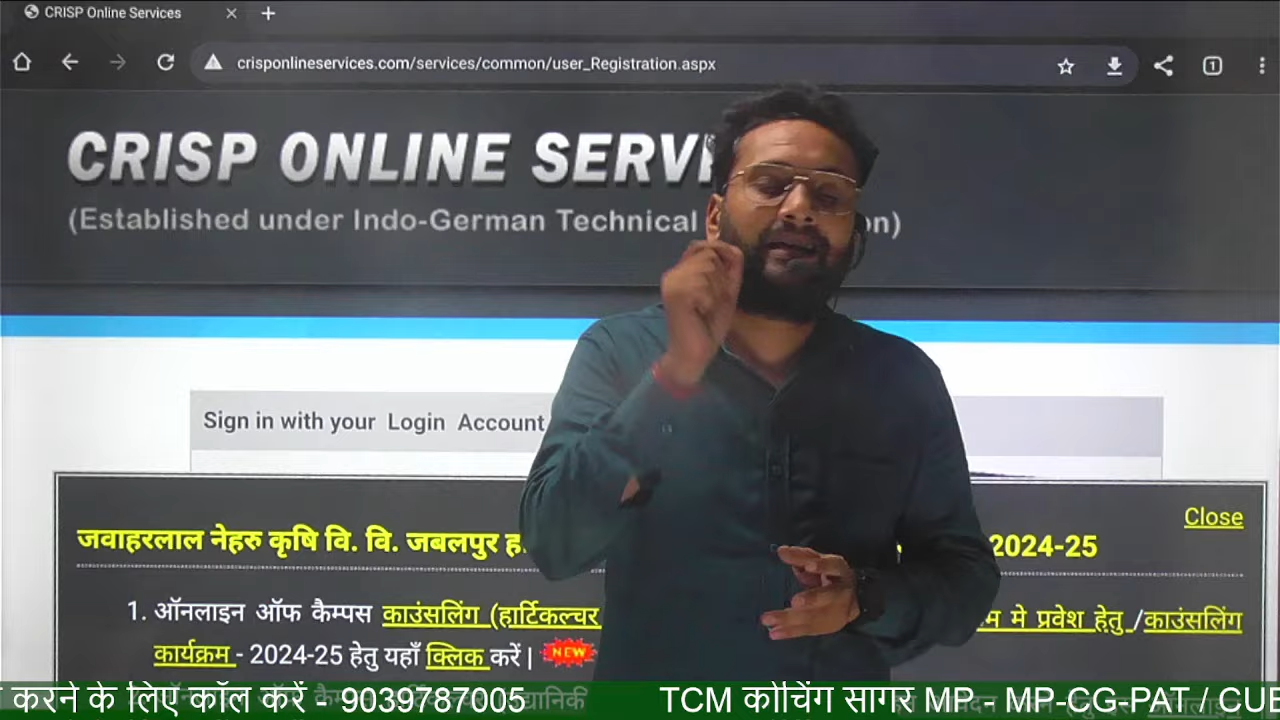 CRISP Online Services
crisponlineservices.com/services/common/user_Registration.aspx
1
CRISP ONLINE
(Established under Indo-German Technical
Sign in with your Login Account
Close
जवाहरलाल नेहरु कृषि वि. वि. जबलपुर 2024-25
1. ऑनलाइन ऑफ कैम्पस काउंसलिंग (हार्टिकल्चर मे प्रवेश हेतु /काउंसलिंग
कार्यक्रम - 2024-25 हेतु यहाँ क्लिक करें | NEW
करने के लिए कॉल करें - 9039787005 TCM कोचिंग सागर MP - MP-CG-PAT /